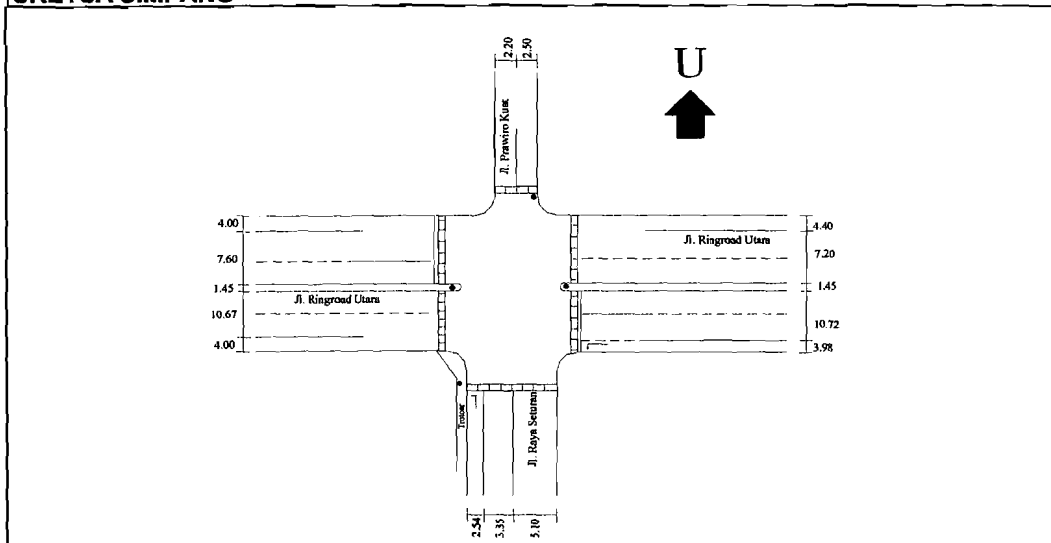 SKETSA SIMPANG
2.20
2.50
U
Jl. Prawiro Kuat
4.00
7.60
1.45
10.67
4.00
Jl. Ringroad Utara
Jl. Ringroad Utara
4.40
7.20
1.45
10.72
3.98
Trotoar
Jl. Raya Seturan
2.54
3.35
5.10